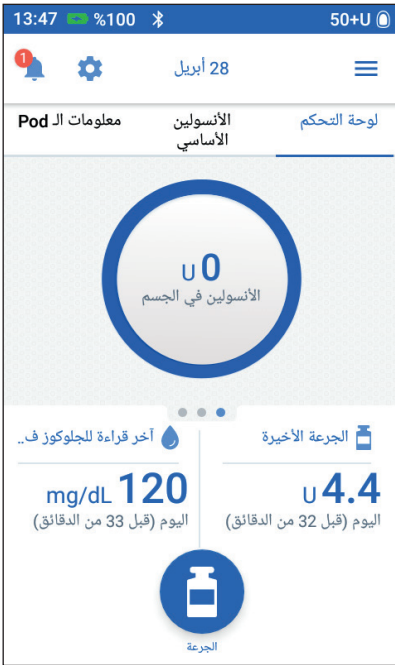 13:47 %100 50+U
1
28 أبريل
لوحة التحكم
الأنسولين الأساسي
معلومات الـ Pod
0 U
الأنسولين في الجسم
الجرعة الأخيرة
آخر قراءة للجلوكوز ف..
4.4 U
120 mg/dL
اليوم (قبل 32 من الدقائق)
اليوم (قبل 33 من الدقائق)
الجرعة